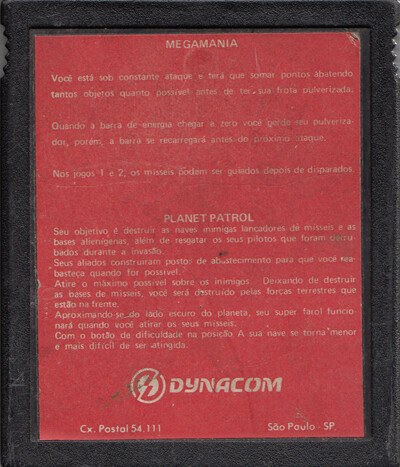 MEGAMANIA
Você está sob constante ataque e terá que somar pontos abatendo
tantos objetos quanto possível antes de ter sua frota pulverizada.
Quando a barra de energia chegar a zero você perde seu pulveriza-
dor, porém, a barra se recarregará antes do próximo ataque.
Nos jogos 1 e 2, os mísseis podem ser guiados depois de disparados.
PLANET PATROL
Seu objetivo é destruir as naves inimigas lançadores de mísseis e as
bases alienígenas, além de resgatar os seus pilotos que foram derru-
bados durante a invasão.
Seus aliados construiram posto de abastecimento para que você rea-
basteça quando for possível.
Atire o máximo possível sobre os inimigos. Deixando de destruir
as bases de mísseis, você será destruído pelas forcas terrestres que
estão na frente.
Aproximando-se do lado escuro do planeta, seu super farol funcio
nará quando você atirar os seus mísseis.
Com o botão de dificuldade na posição A sua nave se torna menor
e mais difícil de ser atingida.
DYNACOM
Cx. Postal 54.111 São Paulo - SP